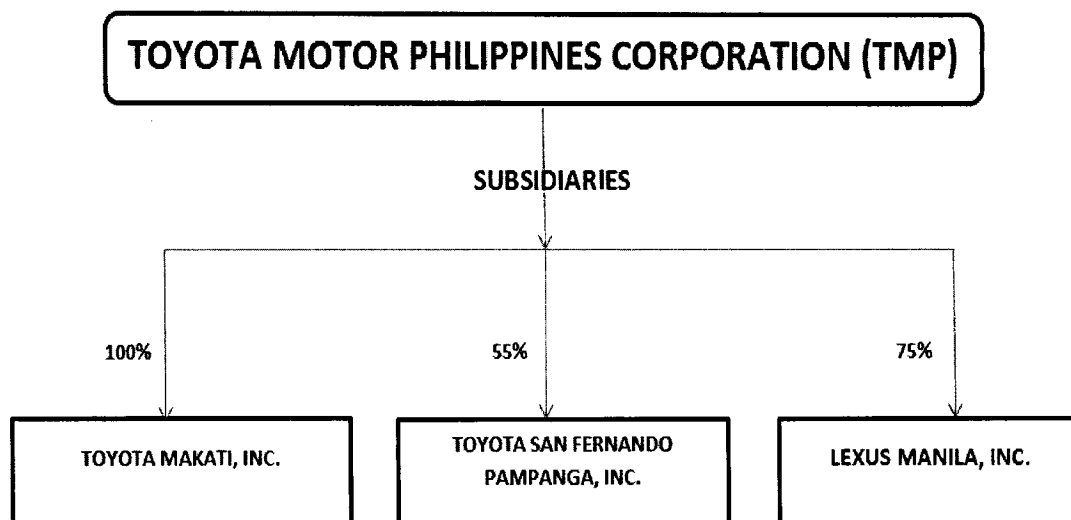 TOYOTA MOTOR PHILIPPINES CORPORATION (TMP)
SUBSIDIARIES
100%
55%
75%
TOYOTA MAKATI, INC.
TOYOTA SAN FERNANDO
PAMPANGA, INC.
LEXUS MANILA, INC.